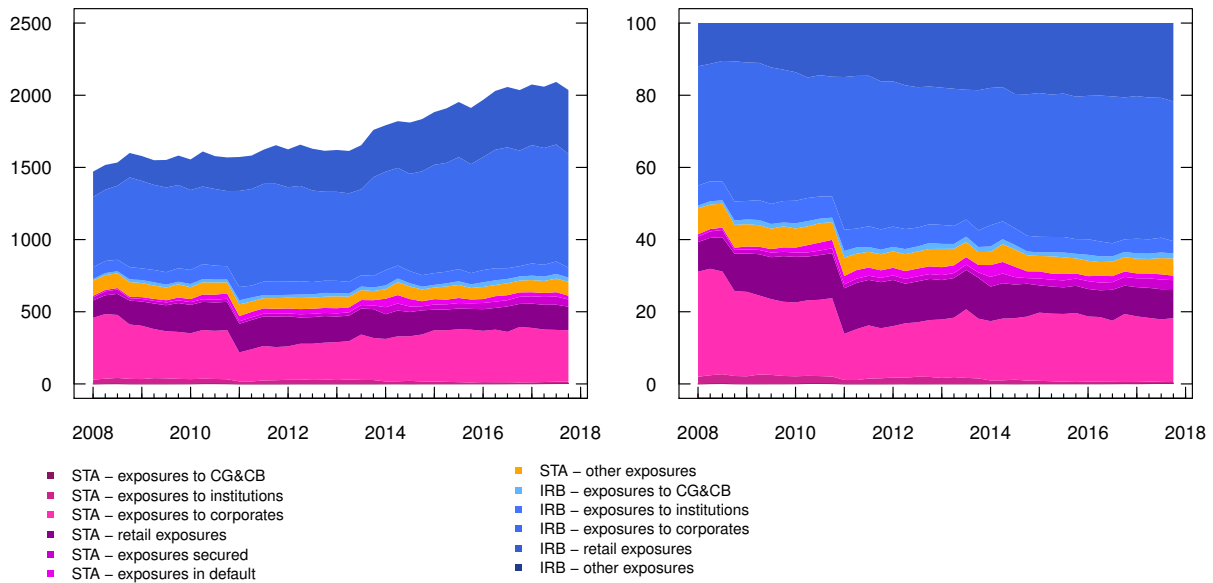 2500
2000
1500
1000
500
0
2008
2010
2012
2014
2016
2018
100
80
60
40
20
0
2008
2010
2012
2014
2016
2018
STA − exposures to CG&CB
STA − exposures to institutions
STA − exposures to corporates
STA − retail exposures
STA − exposures secured
STA − exposures in default
STA − other exposures
IRB − exposures to CG&CB
IRB − exposures to institutions
IRB − exposures to corporates
IRB − retail exposures
IRB − other exposures